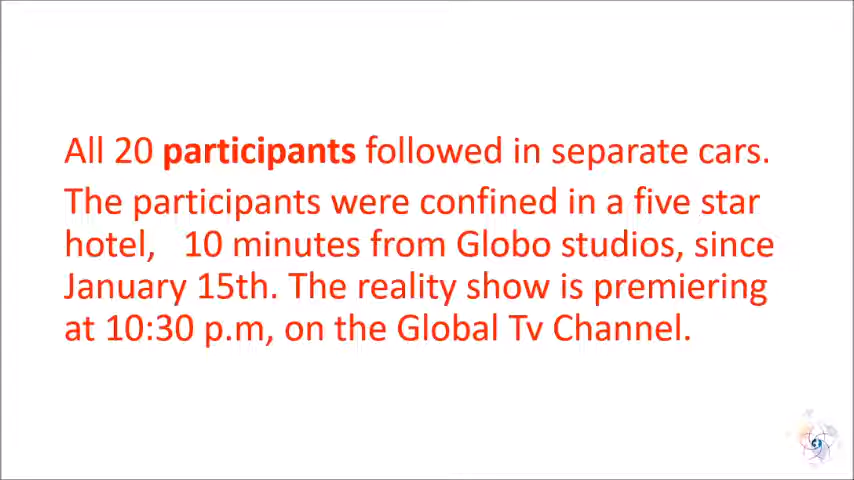 All 20 participants followed in separate cars.
The participants were confined in a five star
hotel,   10 minutes from Globo studios, since
January 15th. The reality show is premiering
at 10:30 p.m, on the Global Tv Channel.